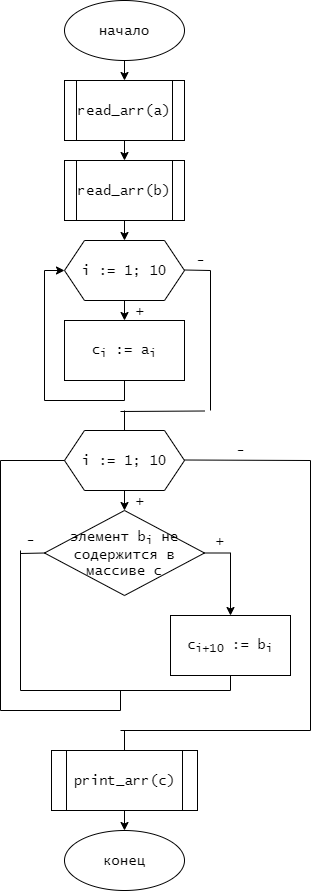 начало
read_arr(a)
read_arr(b)
i := 1; 10
-
+
cᵢ := aᵢ
i := 1; 10
-
+
элемент bᵢ не
содержится в
массиве c
-
+
cᵢ₊₁₀ := bᵢ
print_arr(c)
конец